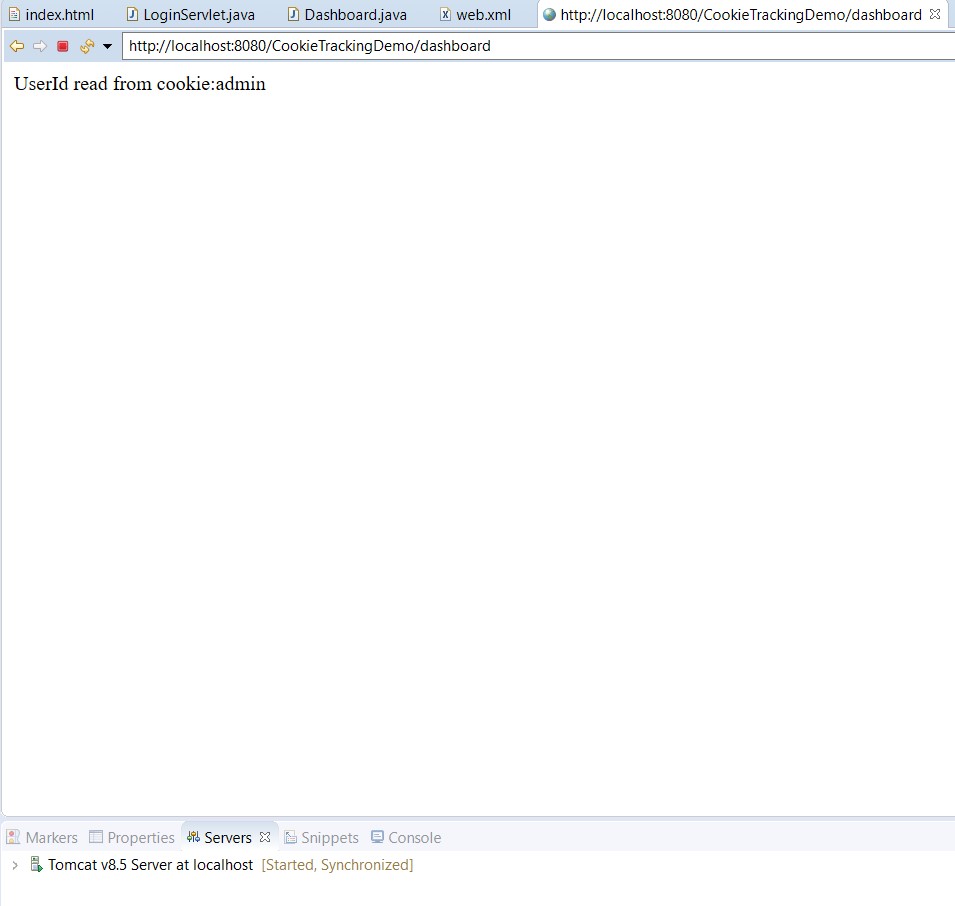 index.html LoginServlet.java Dashboard.java web.xml http://localhost:8080/CookieTrackingDemo/dashboard
http://localhost:8080/CookieTrackingDemo/dashboard
UserId read from cookie:admin
Markers Properties Servers Snippets Console
Tomcat v8.5 Server at localhost [Started, Synchronized]